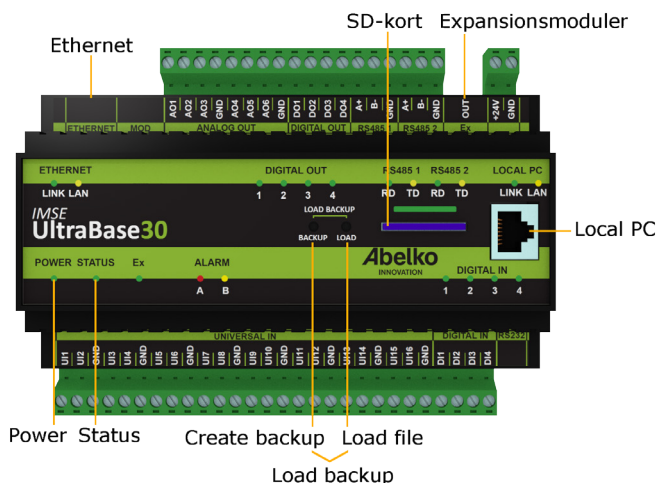 SD-kort Expansionsmoduler
Ethernet
AO1 AO2 AO3 GND AO4 AO5 AO6 GND DO1 DO2 DO3 DO4 A+ B- GND A+ B- GND OUT +24V GND
ETHERNET MOD ANALOG OUT DIGITAL OUT RS485 1 RS485 2 Ex
ETHERNET DIGITAL OUT RS485 1 RS485 2 LOCAL PC
LINK LAN 1 2 3 4 RD TD RD TD LINK LAN
IMSE LOAD BACKUP
UltraBase30 BACKUP LOAD
Local PC
POWER STATUS Ex ALARM Abelko
INNOVATION DIGITAL IN
A B 1 2 3 4
UNIVERSAL IN DIGITAL IN RS232
UI1 UI2 GND UI3 UI4 GND UI5 UI6 GND UI7 UI8 GND UI9 UI10 GND UI11 UI12 GND UI13 UI14 GND UI15 UI16 GND DI1 DI2 DI3 DI4
Power Status Create backup Load file
Load backup